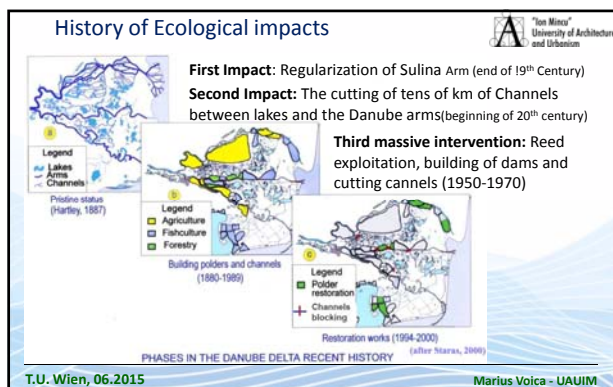 History of Ecological impacts
"Ion Mincu"
University of Architecture
and Urbanism
First Impact: Regularization of Sulina Arm (end of !9th Century)
Second Impact: The cutting of tens of km of Channels
between lakes and the Danube arms(beginning of 20th century)
Third massive intervention: Reed
exploitation, building of dams and
cutting cannels (1950-1970)
a
Legend
Lakes
Arms
Channels
Pristine status
(Hartley, 1887)
b
Legend
Agriculture
Fishculture
Forestry
Building polders and channels
(1880-1989)
c
Legend
Polder
restoration
Channels
blocking
Restoration works (1994-2000)
(after Staras, 2000)
PHASES IN THE DANUBE DELTA RECENT HISTORY
T.U. Wien, 06.2015
Marius Voica - UAUIM